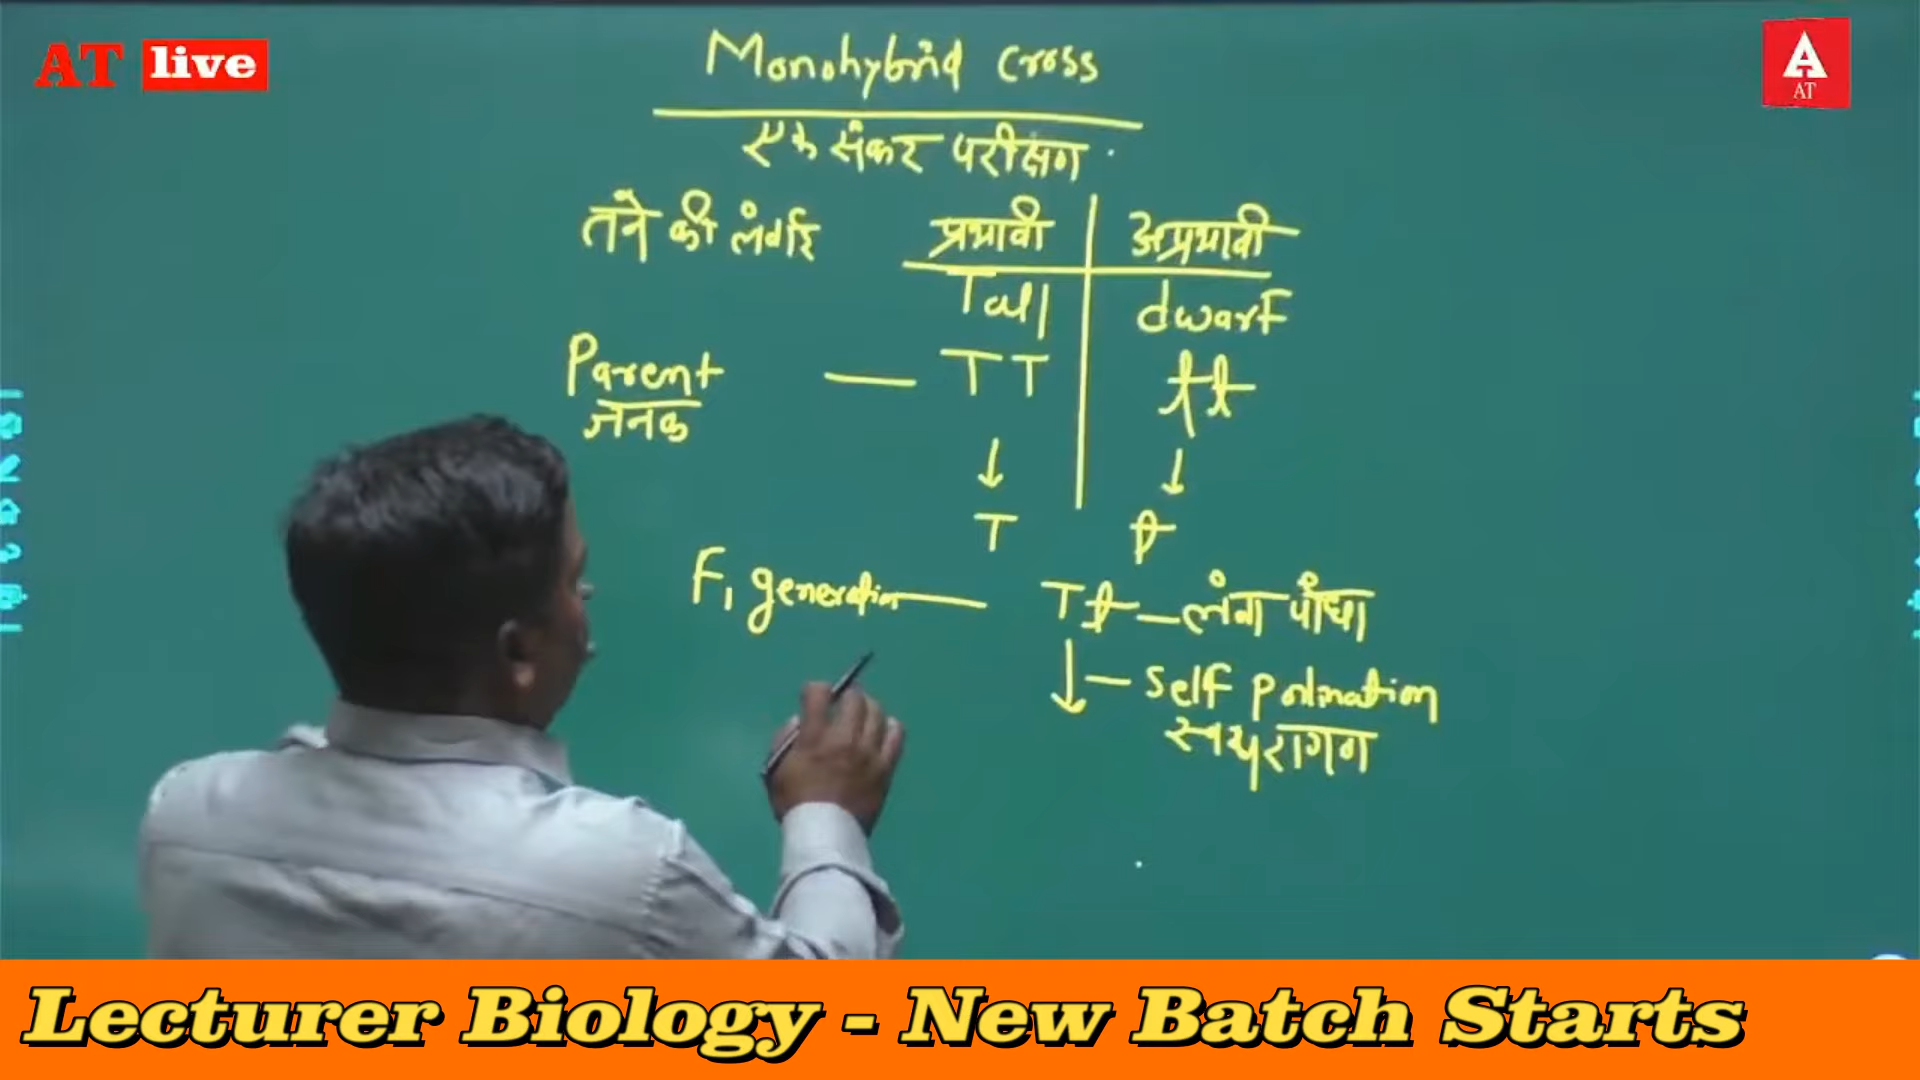 AT live
A
AT
Monohybrid cross
एक संकर परीक्षण
तने की लंबाई प्रभावी अप्रभावी
Tall dwarf
Parent — TT tt
जनक
T t
F₁ generation — Tt — लंबा पौधा
self polination
स्वपरागण
Lecturer Biology - New Batch Starts